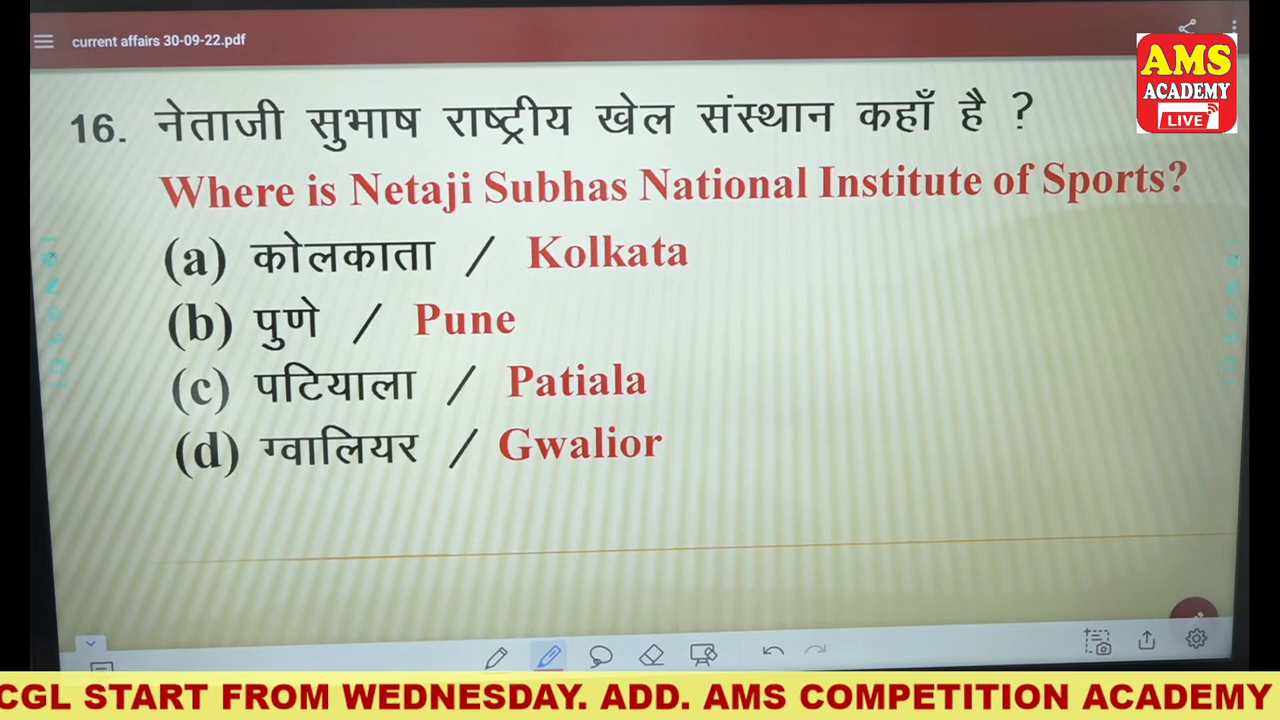 current affairs 30-09-22.pdf
AMS
ACADEMY
LIVE
16. नेताजी सुभाष राष्ट्रीय खेल संस्थान कहाँ है ?
Where is Netaji Subhas National Institute of Sports?
(a) कोलकाता / Kolkata
(b) पुणे / Pune
(c) पटियाला / Patiala
(d) ग्वालियर / Gwalior
CGL START FROM WEDNESDAY. ADD. AMS COMPETITION ACADEMY